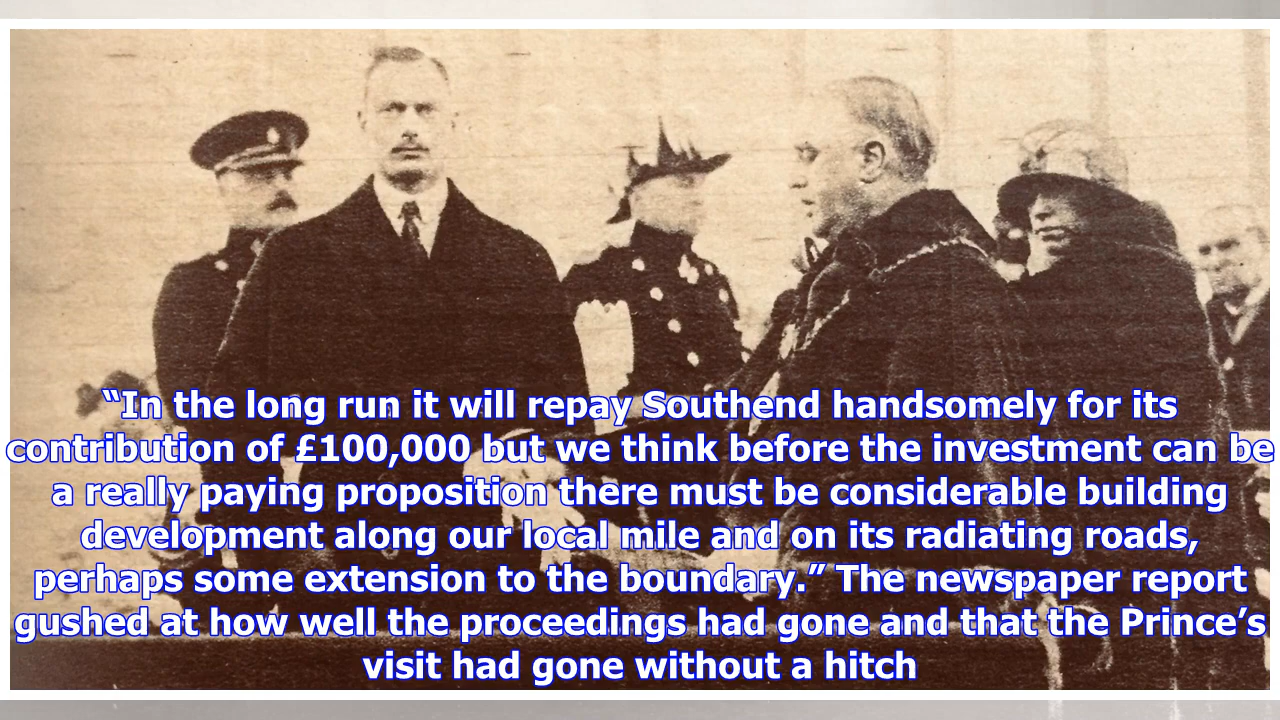 “In the long run it will repay Southend handsomely for its
contribution of £100,000 but we think before the investment can be
a really paying proposition there must be considerable building
development along our local mile and on its radiating roads,
perhaps some extension to the boundary.” The newspaper report
gushed at how well the proceedings had gone and that the Prince’s
visit had gone without a hitch